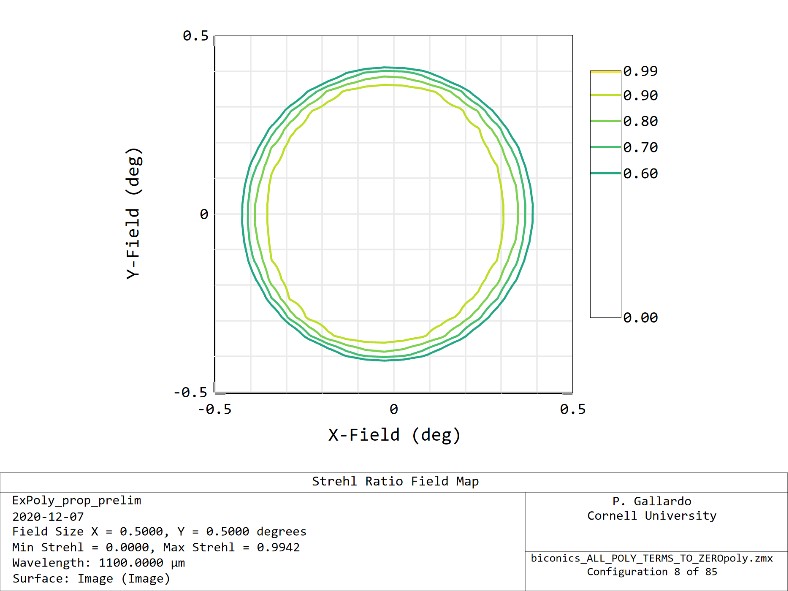 0.5
0
-0.5
Y-Field (deg)
-0.5
0
0.5
X-Field (deg)
0.99
0.90
0.80
0.70
0.60
0.00
Strehl Ratio Field Map
ExPoly_prop_prelim
2020-12-07
Field Size X = 0.5000, Y = 0.5000 degrees
Min Strehl = 0.0000, Max Strehl = 0.9942
Wavelength: 1100.0000 µm
Surface: Image (Image)
P. Gallardo
Cornell University
biconics_ALL_POLY_TERMS_TO_ZEROpoly.zmx
Configuration 8 of 85